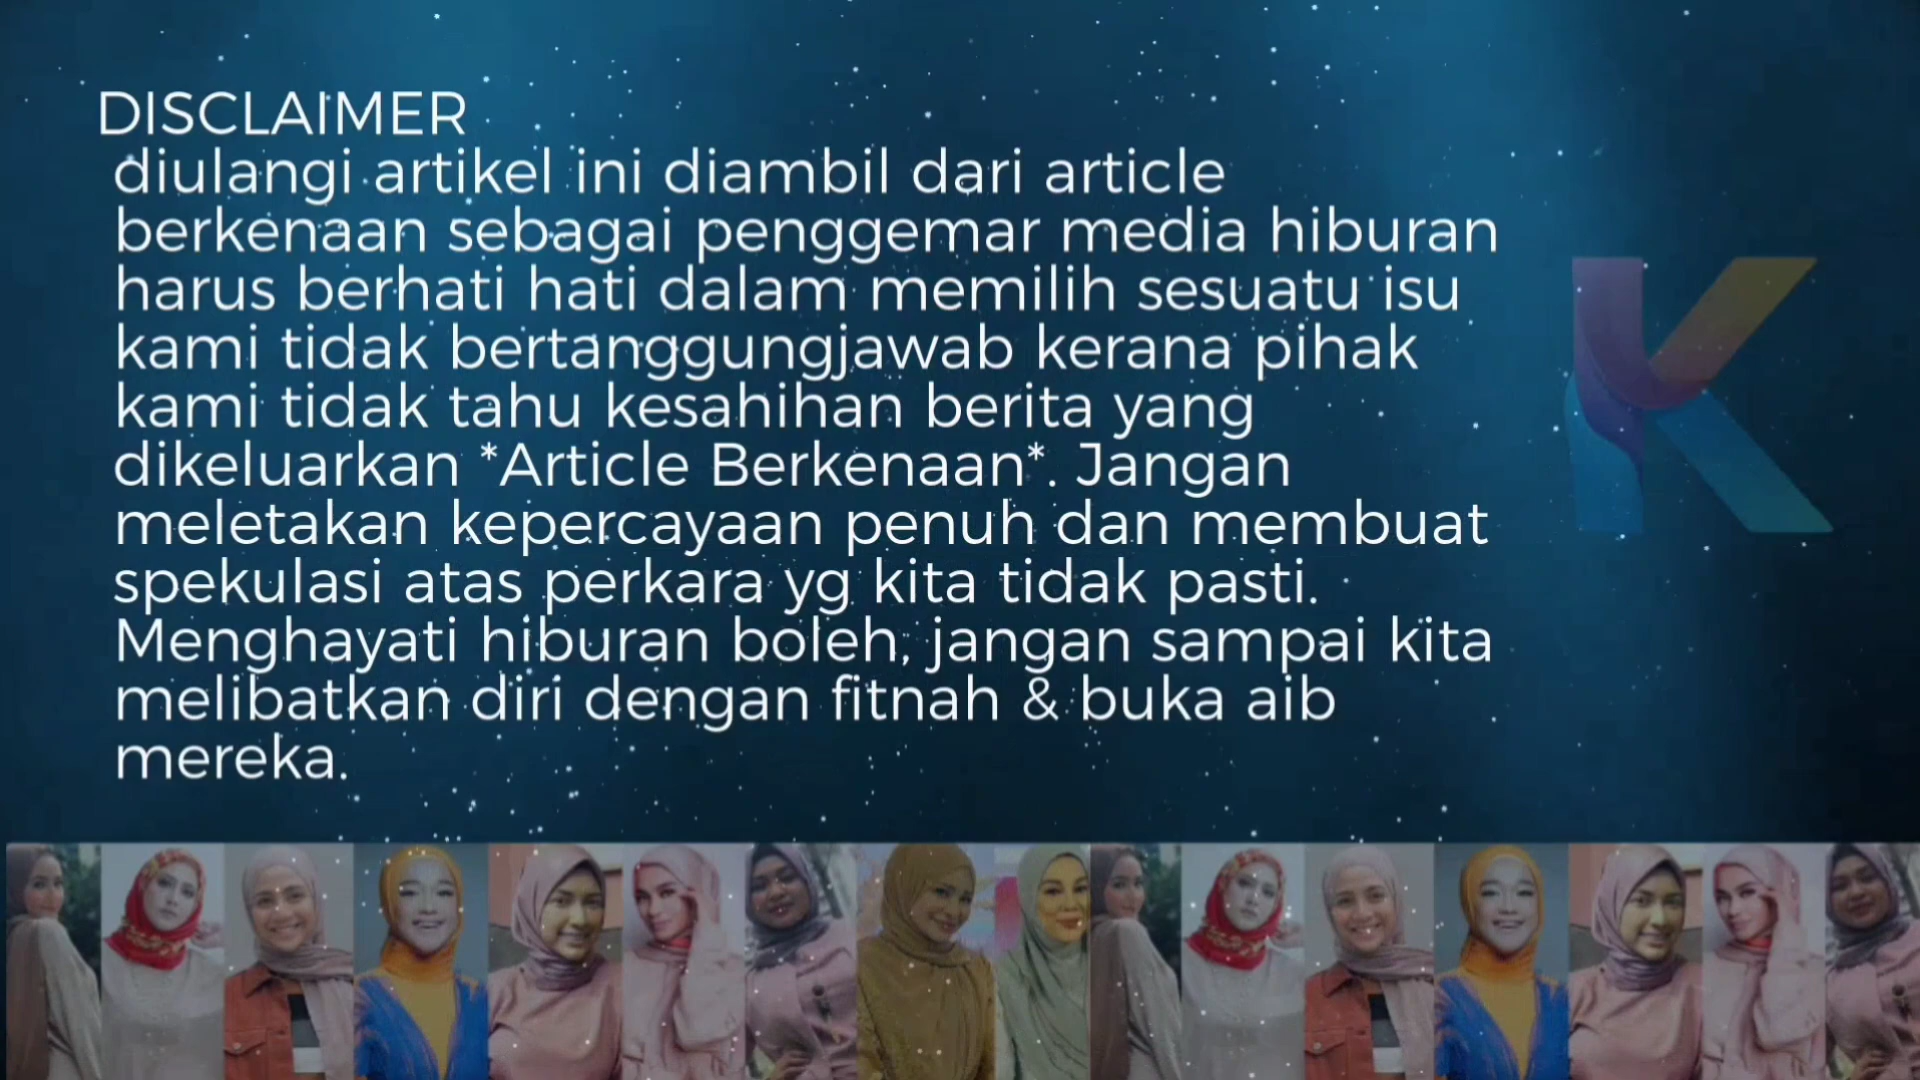 DISCLAIMER
diulangi artikel ini diambil dari article
berkenaan sebagai penggemar media hiburan
harus berhati hati dalam memilih sesuatu isu
kami tidak bertanggungjawab kerana pihak
kami tidak tahu kesahihan berita yang
dikeluarkan *Article Berkenaan*. Jangan
meletakan kepercayaan penuh dan membuat
spekulasi atas perkara yg kita tidak pasti.
Menghayati hiburan boleh, jangan sampai kita
melibatkan diri dengan fitnah & buka aib
mereka.
K